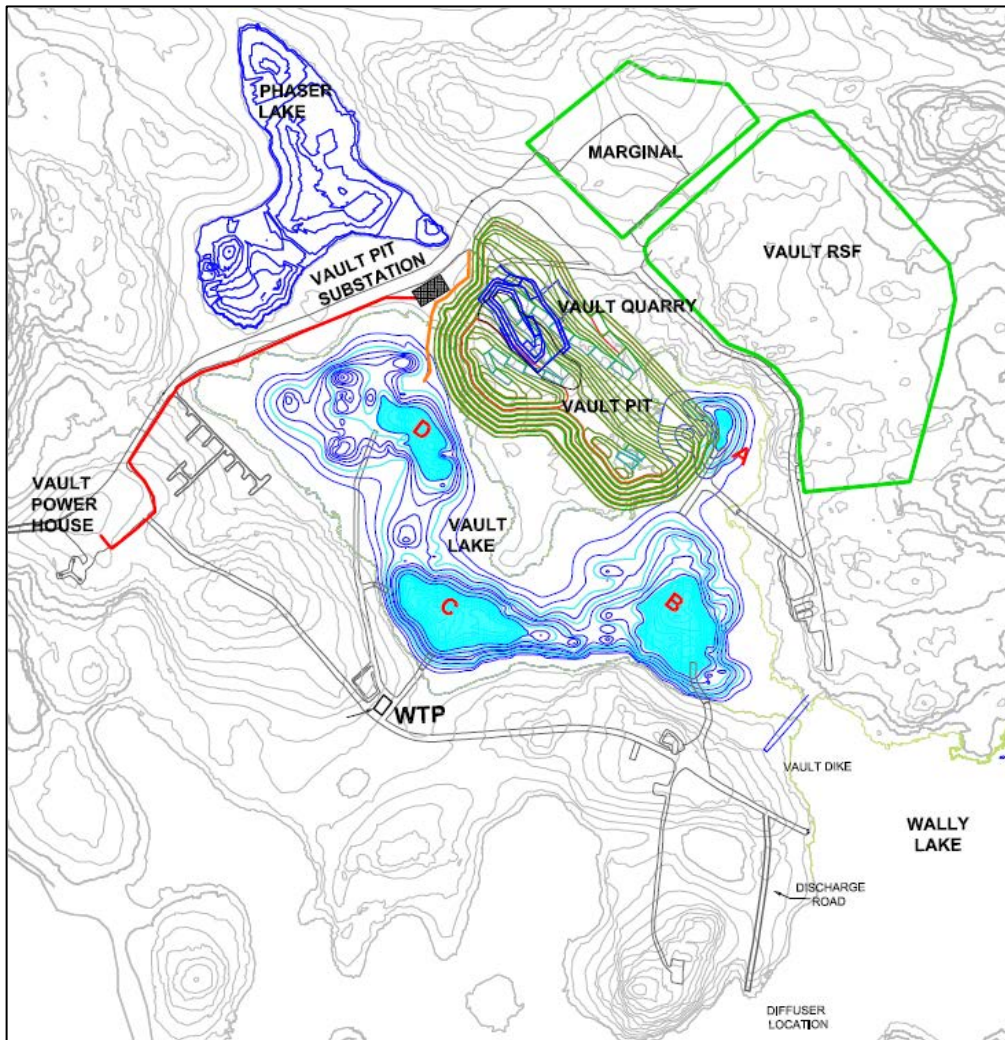 PHASER
LAKE
MARGINAL
VAULT RSF
VAULT PIT
SUBSTATION
VAULT QUARRY
VAULT PIT
D
A
VAULT
POWER
HOUSE
VAULT
LAKE
C
B
WTP
VAULT DIKE
WALLY
LAKE
DISCHARGE
ROAD
DIFFUSER
LOCATION